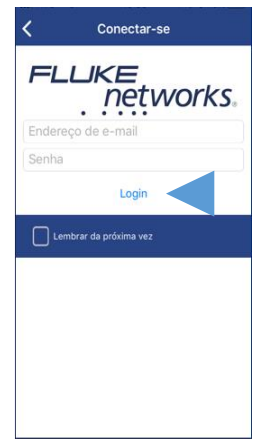 Conectar-se
FLUKE
networks.
Endereço de e-mail
Senha
Login
Lembrar da próxima vez